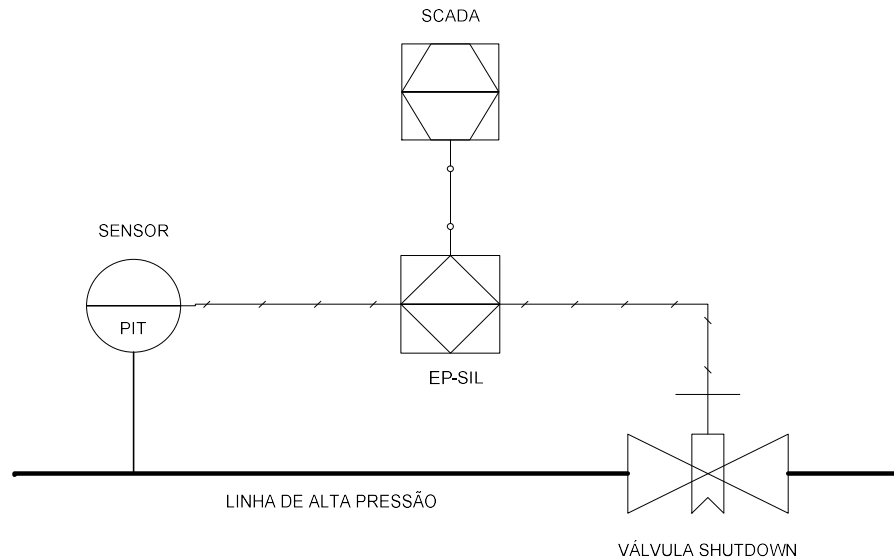 SCADA
SENSOR
PIT
EP-SIL
LINHA DE ALTA PRESSÃO
VÁLVULA SHUTDOWN